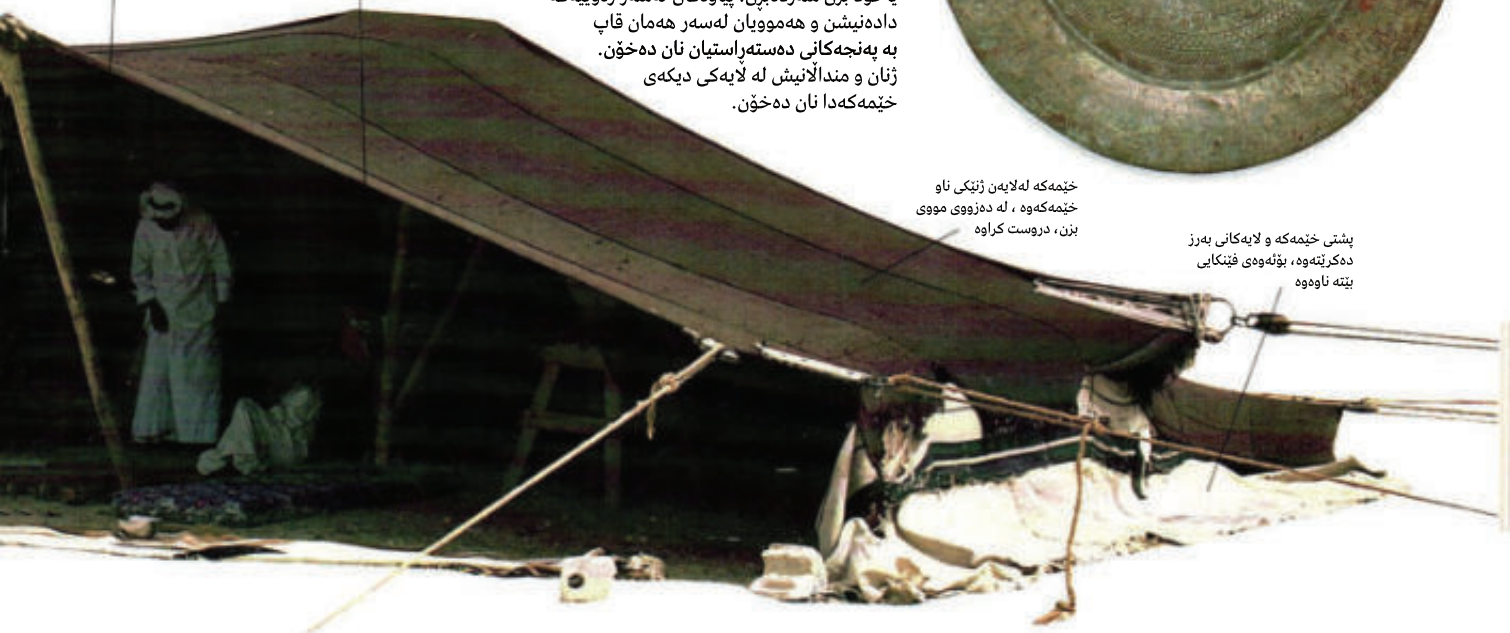 دادەنیشن و هەموویان لەسەر هەمان قاپ
بە پەنجەکانی دەستەڕاستیان نان دەخۆن.
ژنان و منداڵانیش لە لایەکی دیکەی
خێمەکەدا نان دەخۆن.
خێمەکە لەلایەن ژنێکی ناو
خێمەکەوە ، لە دەزووی مووی
بزن، دروست کراوە
پشتی خێمەکە و لایەکانی بەرز
دەکرێتەوە، بۆئەوەی فێنکایی
بێتە ناوەوە